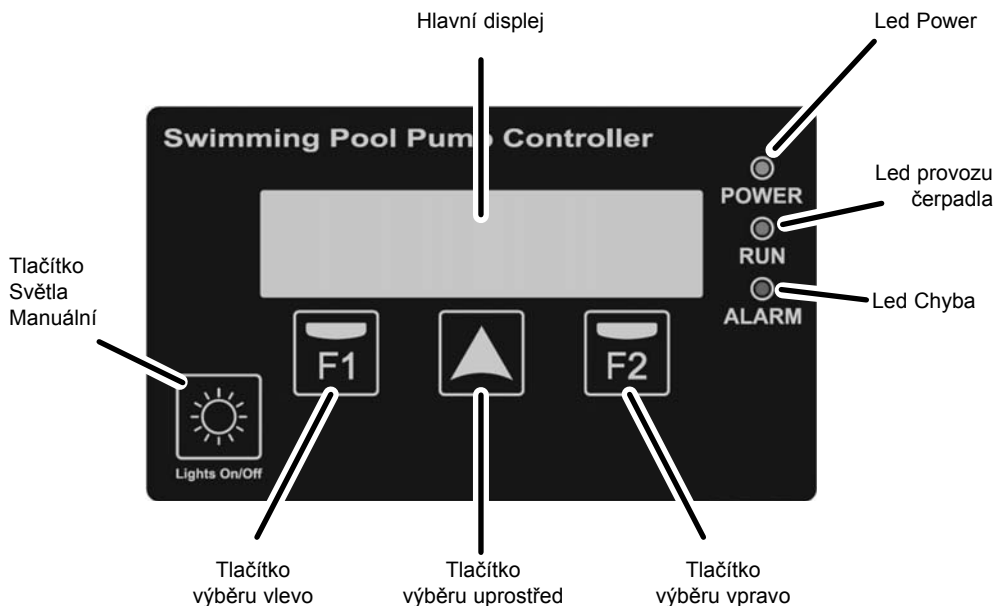 Hlavní displej
Led Power
Swimming Pool Pump Controller
POWER
Led provozu
čerpadla
RUN
Tlačítko
Světla
Manuální
Led Chyba
ALARM
F1
F2
Lights On/Off
Tlačítko
výběru vlevo
Tlačítko
výběru uprostřed
Tlačítko
výběru vpravo